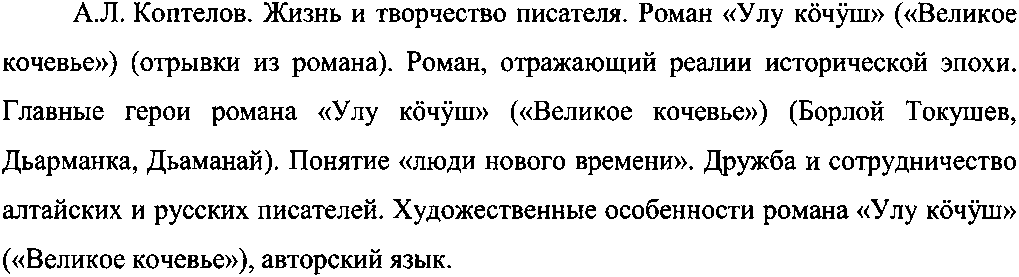 А.Л. Коптелов. Жизнь и творчество писателя. Роман «Улу кӧчӱш» («Великое
кочевье») (отрывки из романа). Роман, отражающий реалии исторической эпохи.
Главные герои романа «Улу кӧчӱш» («Великое кочевье») (Борлой Токушев,
Дьарманка, Дьаманай). Понятие «люди нового времени». Дружба и сотрудничество
алтайских и русских писателей. Художественные особенности романа «Улу кӧчӱш»
(«Великое кочевье»), авторский язык.